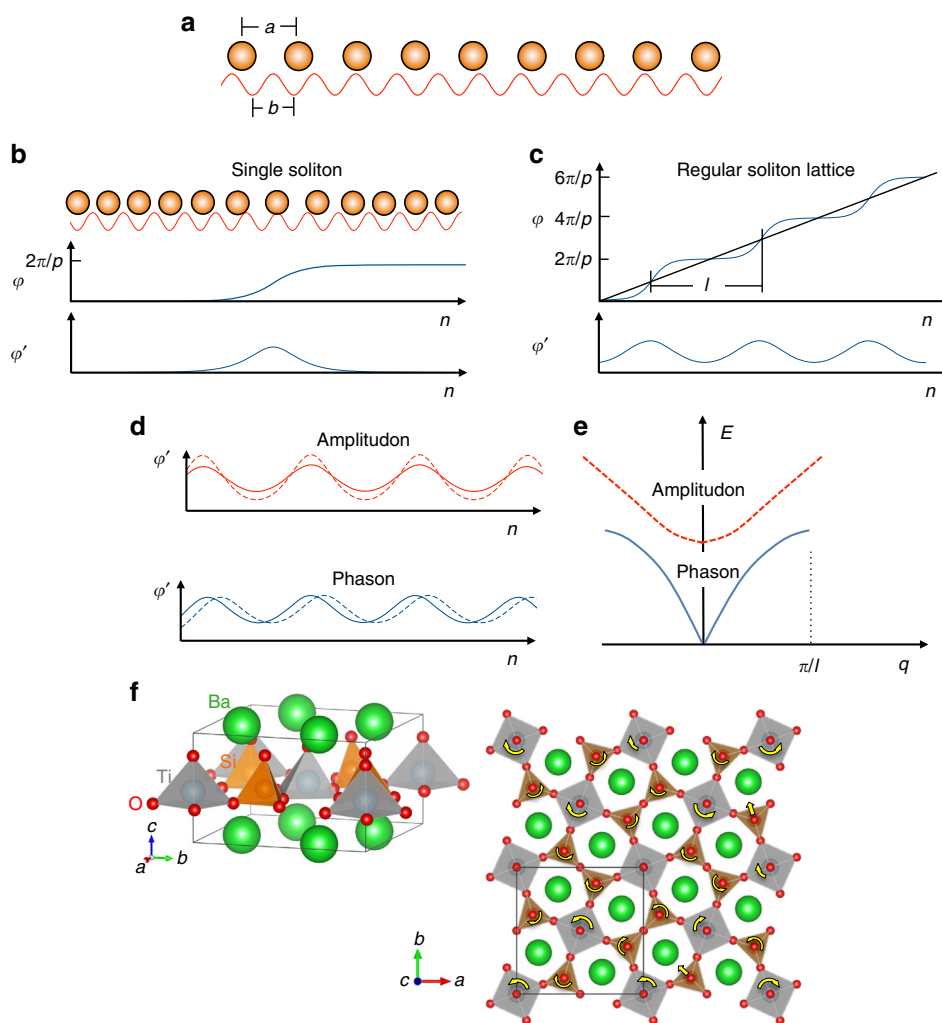 a
a
b
b
Single soliton
2π/p
φ
n
φ′
n
c
Regular soliton lattice
6π/p
φ 4π/p
2π/p
l
n
φ′
n
d
Amplitudon
φ′
n
Phason
φ′
n
e
E
Amplitudon
Phason
π/l
q
f
Ba
Si
Ti
O
c
a
b
b
c
a